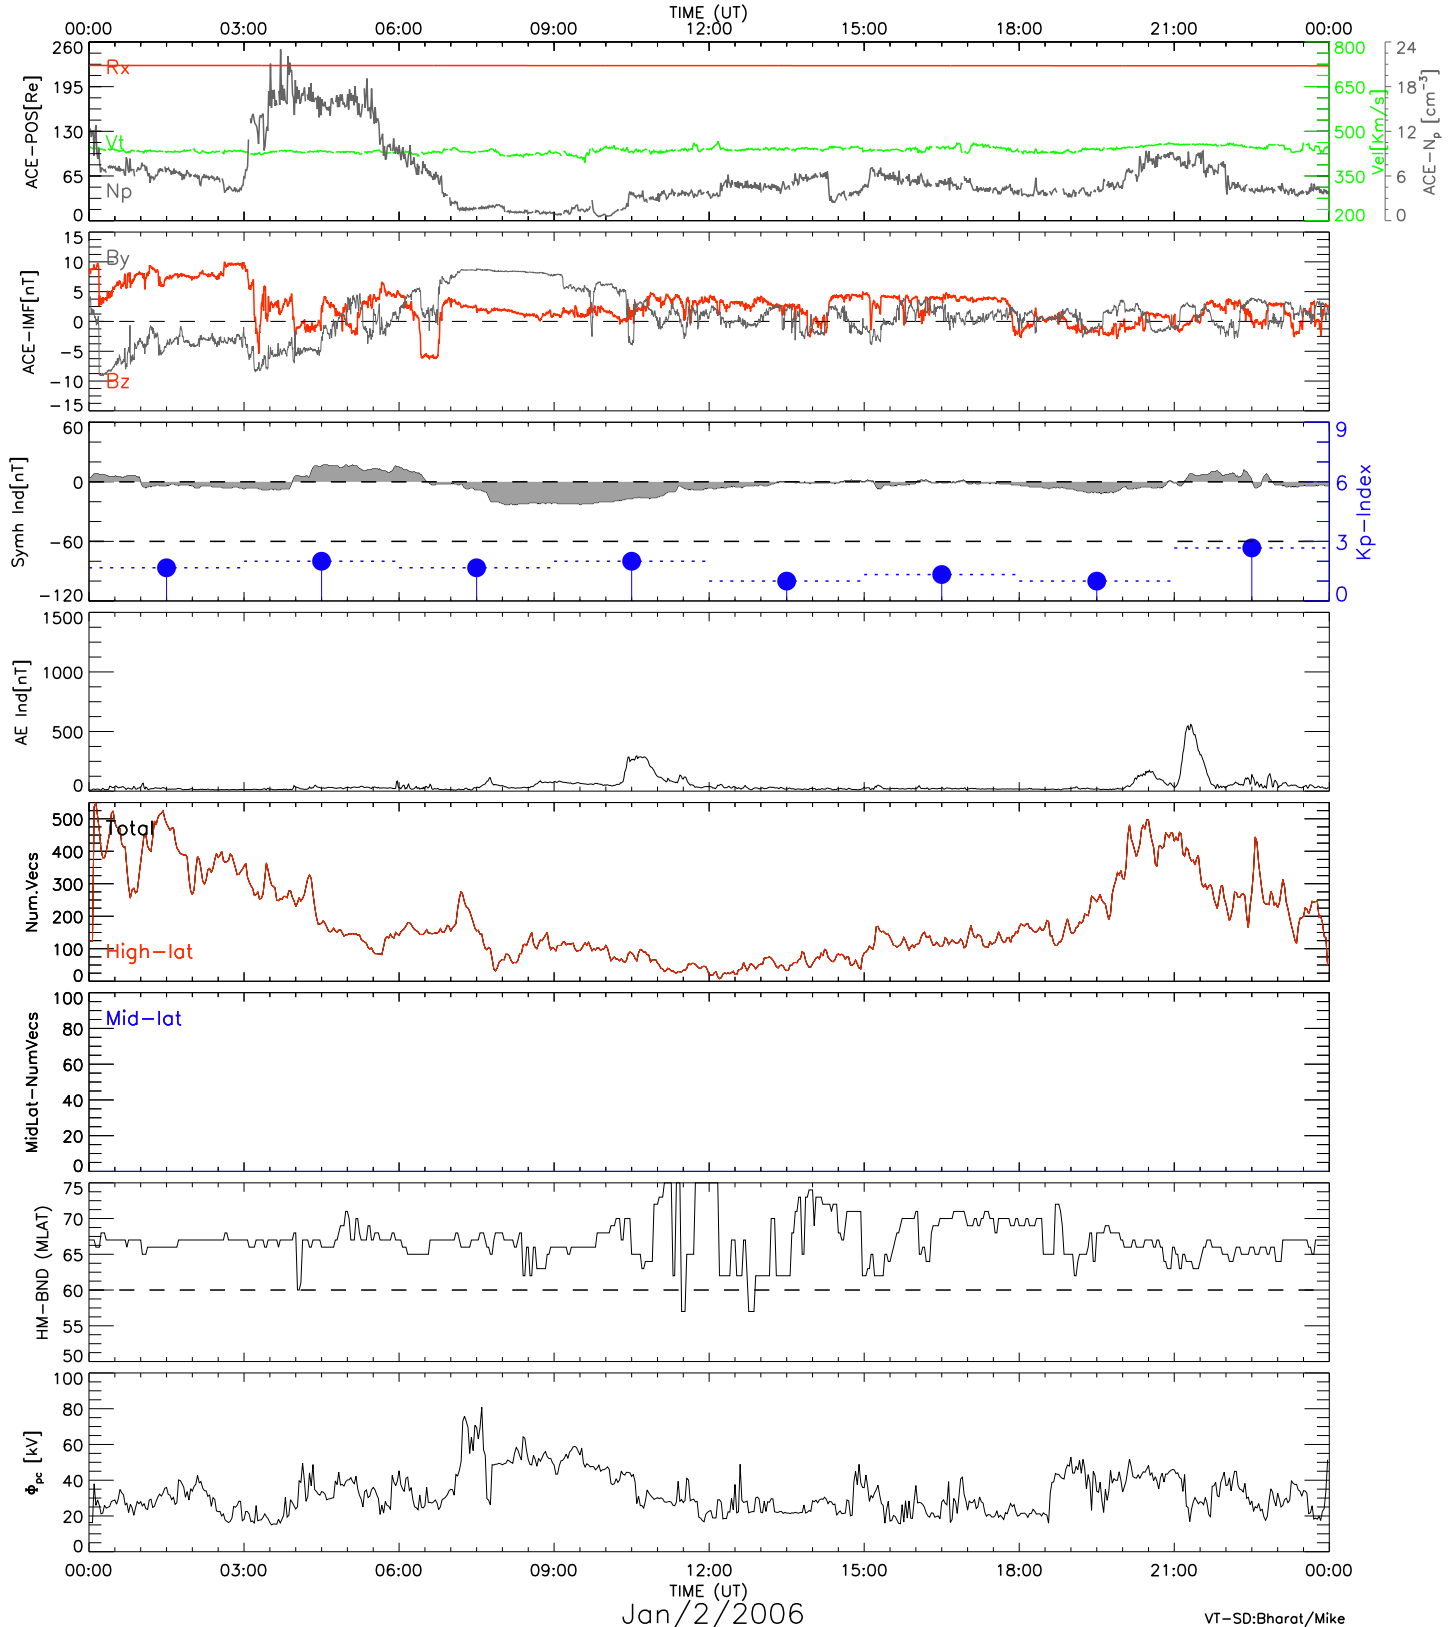 TIME (UT)
00:00 03:00 06:00 09:00 12:00 15:00 18:00 21:00 00:00
ACE-POS[Re]
260
195
130
65
0
Rx
Vt
Np
800
650
500
350
200
Vel[Km/s]
24
18
12
6
0
ACE-Np [cm-3]
ACE-IMF[nT]
15
10
5
0
-5
-10
-15
By
Bz
Symh Ind[nT]
60
0
-60
-120
9
6
3
0
Kp-Index
AE Ind[nT]
1500
1000
500
0
Num.Vecs
500
400
300
200
100
0
Total
High-lat
MidLat-NumVecs
100
80
60
40
20
0
Mid-lat
HM-BND (MLAT)
75
70
65
60
55
50
Φpc [kV]
100
80
60
40
20
0
00:00 03:00 06:00 09:00 12:00 15:00 18:00 21:00 00:00
TIME (UT)
Jan/2/2006
VT-SD:Bharat/Mike